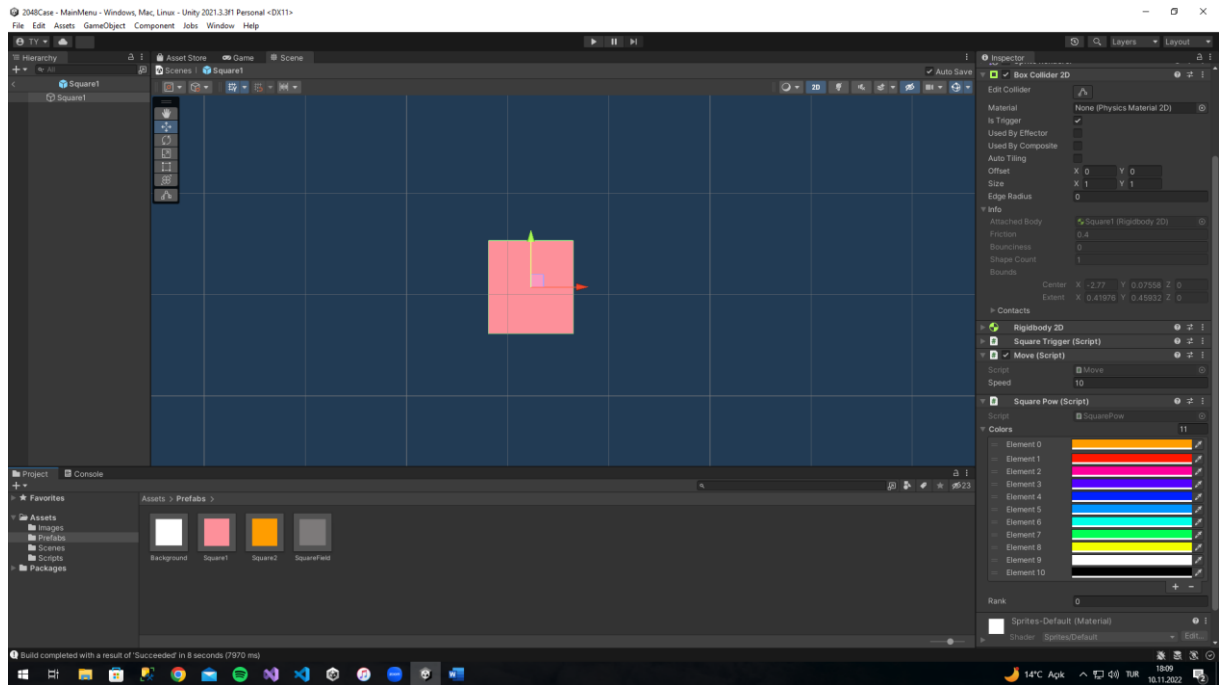 2048Case - MainMenu - Windows, Mac, Linux - Unity 2021.3.3f1 Personal <DX11>
File Edit Assets GameObject Component Jobs Window Help
TY
Layers Layout
Hierarchy
All
Square1
Square1
Asset Store Game Scene
Scenes Square1
Auto Save
2D
Inspector
Box Collider 2D
Edit Collider
Material None (Physics Material 2D)
Is Trigger
Used By Effector
Used By Composite
Auto Tiling
Offset X 0 Y 0
Size X 1 Y 1
Edge Radius 0
Info
Attached Body Square1 (Rigidbody 2D)
Friction 0.4
Bounciness 0
Shape Count 1
Bounds
Center X -2.77 Y 0.07558 Z 0
Extent X 0.41976 Y 0.45932 Z 0
Contacts
Rigidbody 2D
Square Trigger (Script)
Move (Script)
Script Move
Speed 10
Square Pow (Script)
Script SquarePow
Colors 11
Element 0
Element 1
Element 2
Element 3
Element 4
Element 5
Element 6
Element 7
Element 8
Element 9
Element 10
Rank 0
Sprites-Default (Material)
Shader Sprites/Default Edit...
Project Console
23
Favorites
Assets
Images
Prefabs
Scenes
Scripts
Packages
Assets > Prefabs >
Background Square1 Square2 SquareField
Build completed with a result of 'Succeeded' in 8 seconds (7970 ms)
14°C Açık TUR 18:09
10.11.2022